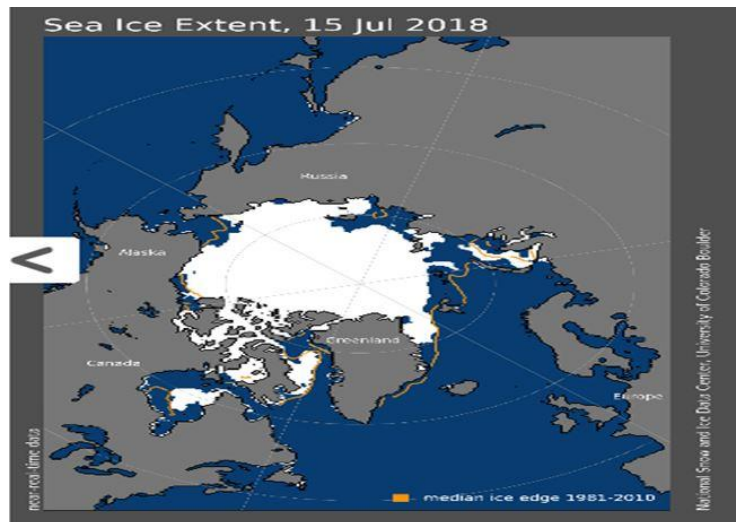 Sea Ice Extent, 15 Jul 2018
Russia
Alaska
Greenland
Canada
Europe
near-real-time data
median ice edge 1981-2010
National Snow and Ice Data Center, University of Colorado Boulder